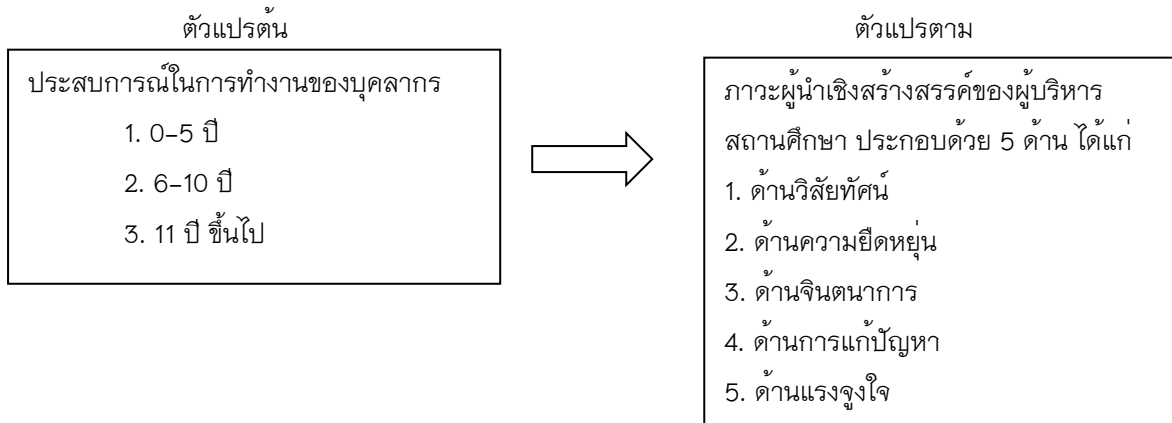 ตัวแปรต้น
ประสบการณ์ในการทำงานของบุคลากร
1. 0–5 ปี
2. 6–10 ปี
3. 11 ปี ขึ้นไป
ตัวแปรตาม
ภาวะผู้นำเชิงสร้างสรรค์ของผู้บริหาร
สถานศึกษา ประกอบด้วย 5 ด้าน ได้แก่
1. ด้านวิสัยทัศน์
2. ด้านความยืดหยุ่น
3. ด้านจินตนาการ
4. ด้านการแก้ปัญหา
5. ด้านแรงจูงใจ